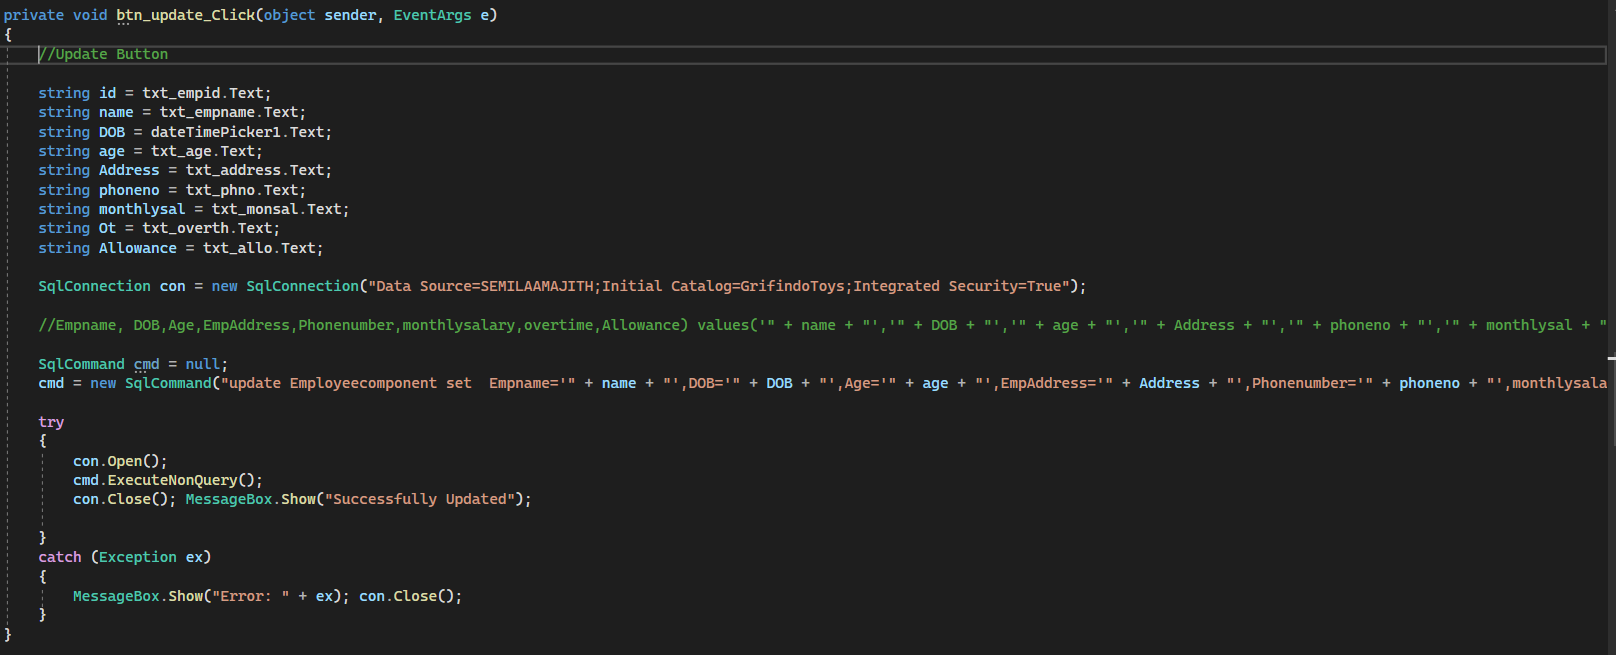 private void btn_update_Click(object sender, EventArgs e)
{
    //Update Button
    string id = txt_empid.Text;
    string name = txt_empname.Text;
    string DOB = dateTimePicker1.Text;
    string age = txt_age.Text;
    string Address = txt_address.Text;
    string phoneno = txt_phno.Text;
    string monthlysal = txt_monsal.Text;
    string Ot = txt_overth.Text;
    string Allowance = txt_allo.Text;
    SqlConnection con = new SqlConnection("Data Source=SEMILAAMAJITH;Initial Catalog=GrifindoToys;Integrated Security=True");
    //Empname, DOB,Age,EmpAddress,Phonenumber,monthlysalary,overtime,Allowance) values('" + name + "','" + DOB + "','" + age + "','" + Address + "','" + phoneno + "','" + monthlysal + "
    SqlCommand cmd = null;
    cmd = new SqlCommand("update Employeecomponent set  Empname='" + name + "',DOB='" + DOB + "',Age='" + age + "',EmpAddress='" + Address + "',Phonenumber='" + phoneno + "',monthlysala
    try
    {
        con.Open();
        cmd.ExecuteNonQuery();
        con.Close(); MessageBox.Show("Successfully Updated");
    }
    catch (Exception ex)
    {
        MessageBox.Show("Error: " + ex); con.Close();
    }
}